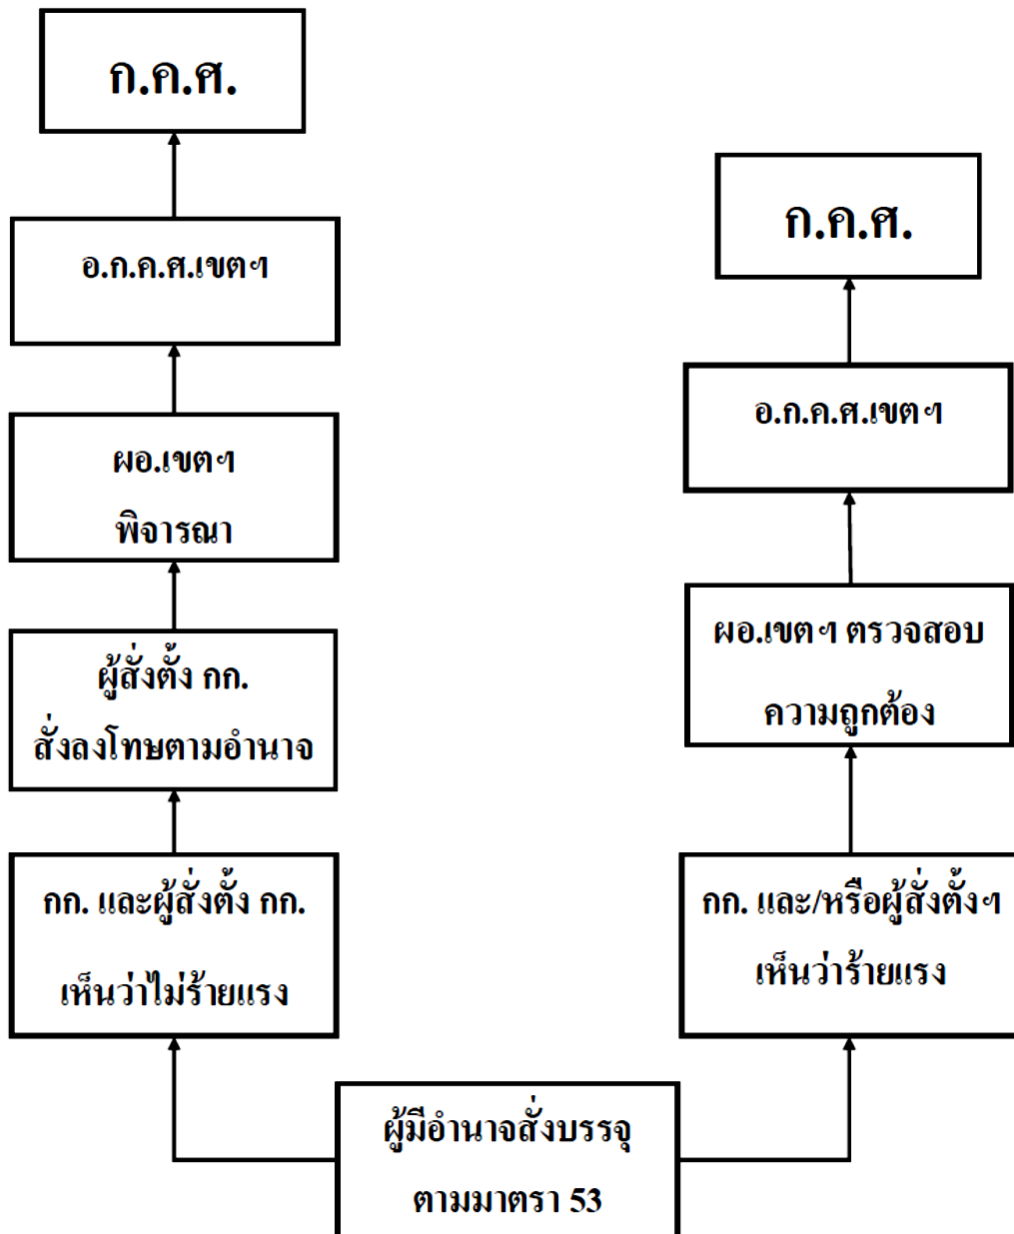 ก.ค.ศ.
อ.ก.ค.ศ.เขตฯ
ผอ.เขตฯ
พิจารณา
ผู้สั่งตั้ง กก.
สั่งลงโทษตามอำนาจ
กก. และผู้สั่งตั้ง กก.
เห็นว่าไม่ร้ายแรง
ก.ค.ศ.
อ.ก.ค.ศ.เขตฯ
ผอ.เขตฯ ตรวจสอบ
ความถูกต้อง
กก. และ/หรือผู้สั่งตั้งฯ
เห็นว่าร้ายแรง
ผู้มีอำนาจสั่งบรรจุ
ตามมาตรา 53